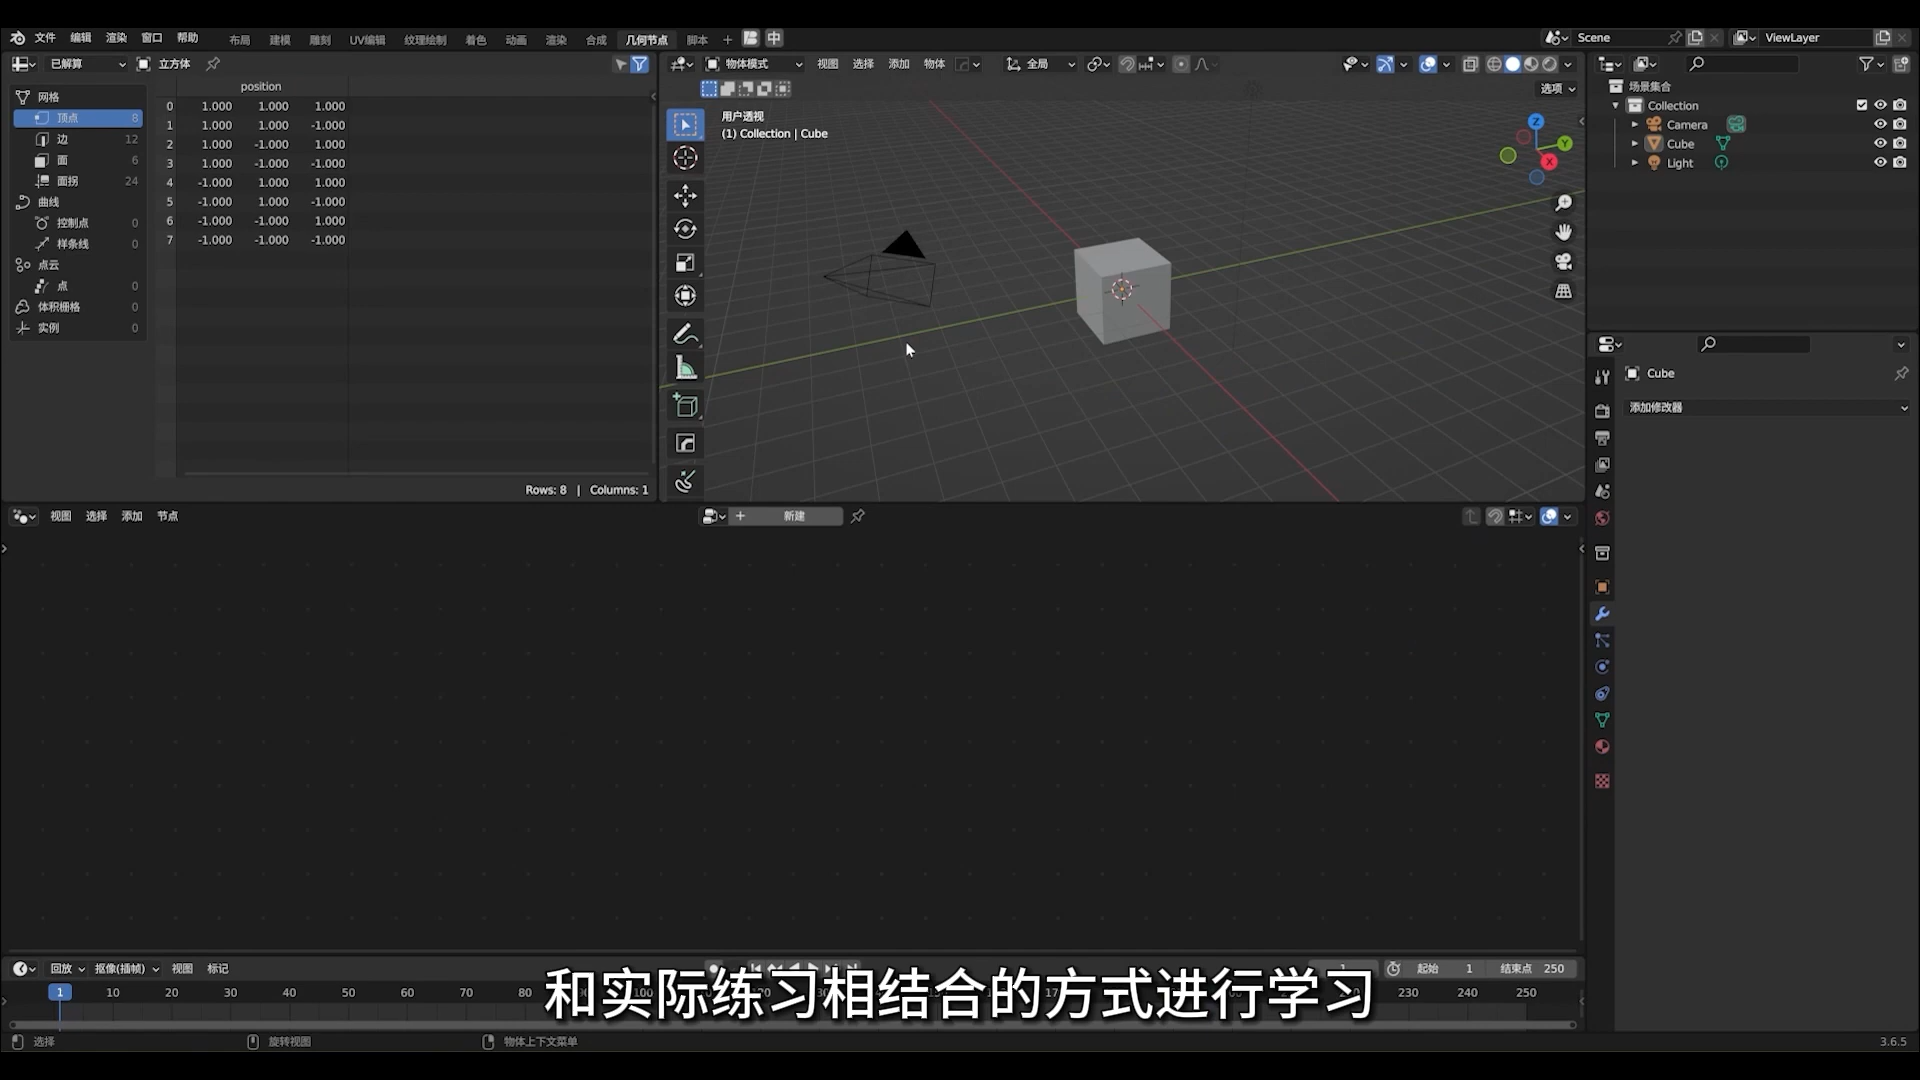 文件 编辑 渲染 窗口 帮助 布局 建模 雕刻 UV编辑 纹理绘制 着色 动画 渲染 合成 几何节点 脚本 + 中 Scene ViewLayer
已解算 立方体
物体模式 视图 选择 添加 物体 全局
选项
position
网格
顶点 8
边 12
面 6
面拐 24
曲线
控制点 0
样条线 0
点云
点 0
体积栅格 0
实例 0
0 1.000 1.000 1.000
1 1.000 1.000 -1.000
2 1.000 -1.000 1.000
3 1.000 -1.000 -1.000
4 -1.000 1.000 1.000
5 -1.000 1.000 -1.000
6 -1.000 -1.000 1.000
7 -1.000 -1.000 -1.000
Rows: 8 | Columns: 1
用户透视
(1) Collection | Cube
Z
Y
X
场景集合
Collection
Camera
Cube
Light
Cube
添加修改器
视图 选择 添加 节点
+ 新建
回放 抠像(插帧) 视图 标记
1 起始 1 结束点 250
1 10 20 30 40 50 60 70 80 230 240 250
和实际练习相结合的方式进行学习
选择 旋转视图 物体上下文菜单 3.6.5